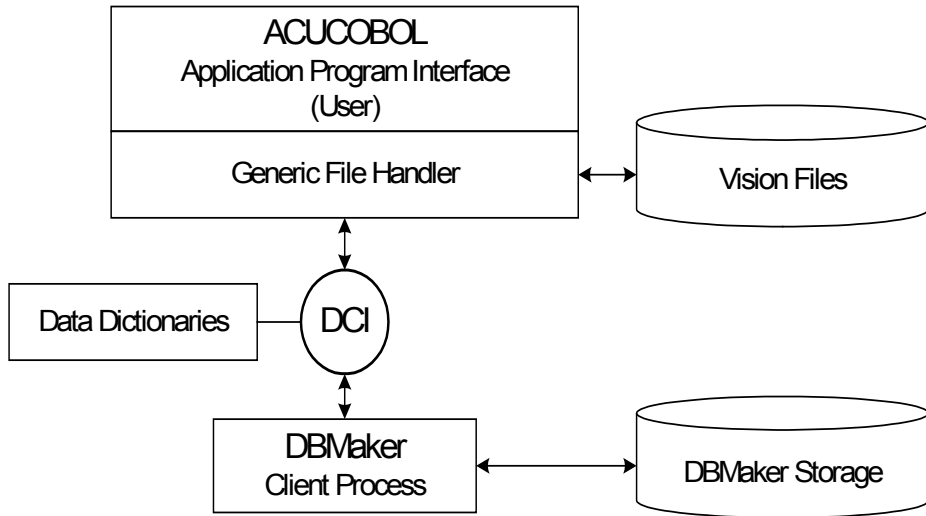 ACUCOBOL
Application Program Interface
(User)
Generic File Handler
Vision Files
Data Dictionaries
DCI
DBMaker
Client Process
DBMaker Storage